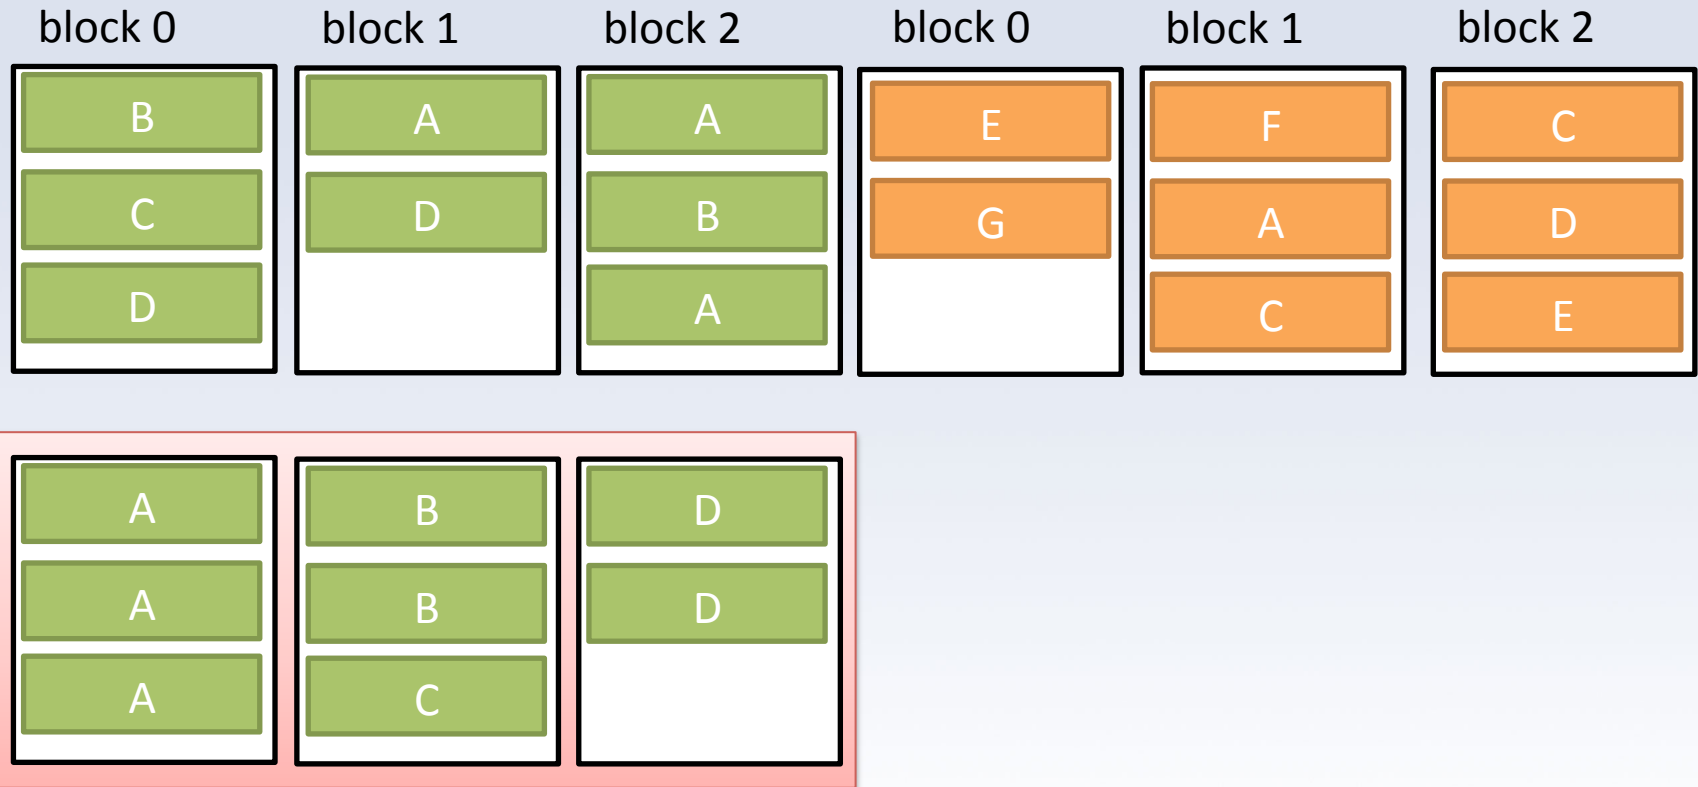 block 0 block 1 block 2 block 0 block 1 block 2
B A A E F C
C D B G A D
D A C E
A B D
A B D
A C